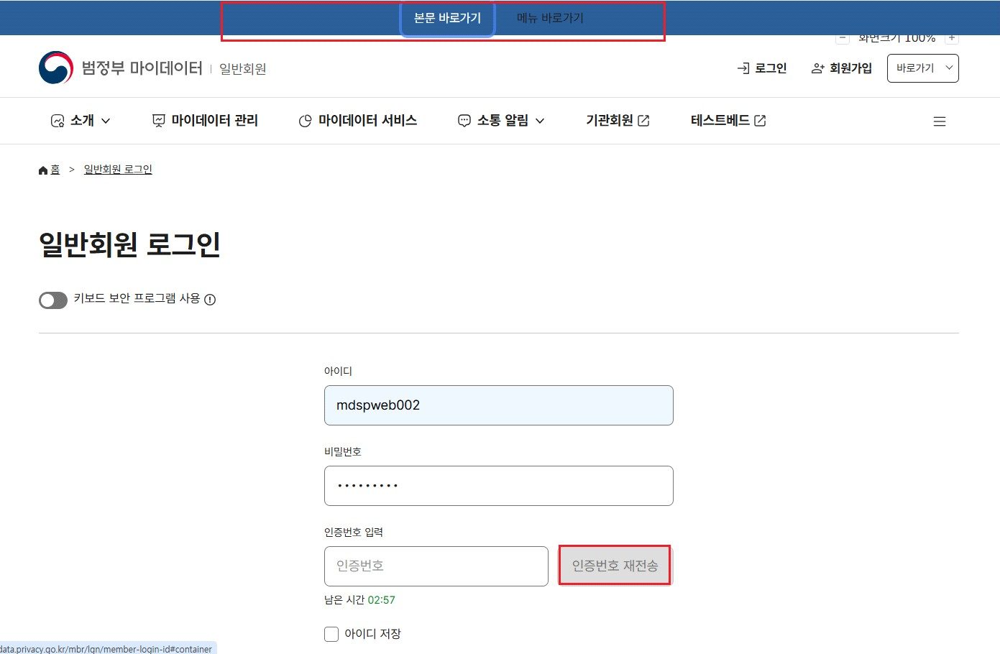 본문 바로가기 메뉴 바로가기
화면크기 100%
범정부 마이데이터 | 일반회원 로그인 회원가입 바로가기
소개 마이데이터 관리 마이데이터 서비스 소통 알림 기관회원 테스트베드
홈 > 일반회원 로그인
일반회원 로그인
키보드 보안 프로그램 사용
아이디
mdspweb002
비밀번호
•••••••••
인증번호 입력
인증번호 인증번호 재전송
남은 시간 02:57
아이디 저장
data.privacy.go.kr/mbr/lgn/member-login-id#container